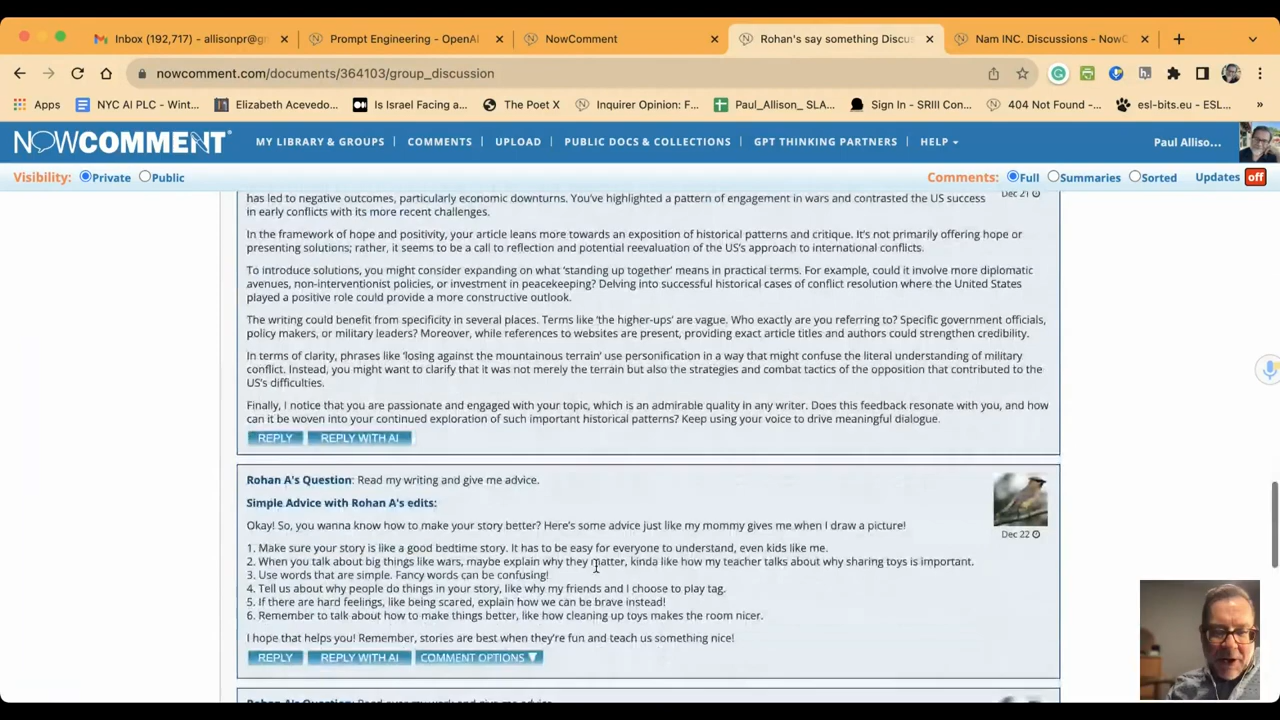 Inbox (192,717) - allisonpr@g
Prompt Engineering - OpenAI
NowComment
Rohan's say something Discus
Nam INC. Discussions - NowC
nowcomment.com/documents/364103/group_discussion
Apps
NYC AI PLC - Wint...
Elizabeth Acevedo...
Is Israel Facing a...
The Poet X
Inquirer Opinion: F...
Paul_Allison_ SLA...
Sign In - SRIII Con...
404 Not Found -...
esl-bits.eu - ESL...
NOWCOMMENT®
MY LIBRARY & GROUPS | COMMENTS | UPLOAD | PUBLIC DOCS & COLLECTIONS | GPT THINKING PARTNERS | HELP
Paul Alliso...
Visibility: Private Public
Comments: Full Summaries Sorted Updates off
has led to negative outcomes, particularly economic downturns. You've highlighted a pattern of engagement in wars and contrasted the US success
in early conflicts with its more recent challenges.
Dec 21
In the framework of hope and positivity, your article leans more towards an exposition of historical patterns and critique. It's not primarily offering hope or
presenting solutions; rather, it seems to be a call to reflection and potential reevaluation of the US's approach to international conflicts.
To introduce solutions, you might consider expanding on what 'standing up together' means in practical terms. For example, could it involve more diplomatic
avenues, non-interventionist policies, or investment in peacekeeping? Delving into successful historical cases of conflict resolution where the United States
played a positive role could provide a more constructive outlook.
The writing could benefit from specificity in several places. Terms like 'the higher-ups' are vague. Who exactly are you referring to? Specific government officials,
policy makers, or military leaders? Moreover, while references to websites are present, providing exact article titles and authors could strengthen credibility.
In terms of clarity, phrases like 'losing against the mountainous terrain' use personification in a way that might confuse the literal understanding of military
conflict. Instead, you might want to clarify that it was not merely the terrain but also the strategies and combat tactics of the opposition that contributed to the
US's difficulties.
Finally, I notice that you are passionate and engaged with your topic, which is an admirable quality in any writer. Does this feedback resonate with you, and how
can it be woven into your continued exploration of such important historical patterns? Keep using your voice to drive meaningful dialogue.
REPLY REPLY WITH AI
Rohan A's Question: Read my writing and give me advice.
Simple Advice with Rohan A's edits:
Dec 22
Okay! So, you wanna know how to make your story better? Here's some advice just like my mommy gives me when I draw a picture!
1. Make sure your story is like a good bedtime story. It has to be easy for everyone to understand, even kids like me.
2. When you talk about big things like wars, maybe explain why they matter, kinda like how my teacher talks about why sharing toys is important.
3. Use words that are simple. Fancy words can be confusing!
4. Tell us about why people do things in your story, like why my friends and I choose to play tag.
5. If there are hard feelings, like being scared, explain how we can be brave instead!
6. Remember to talk about how to make things better, like how cleaning up toys makes the room nicer.
I hope that helps you! Remember, stories are best when they're fun and teach us something nice!
REPLY REPLY WITH AI COMMENT OPTIONS ▼